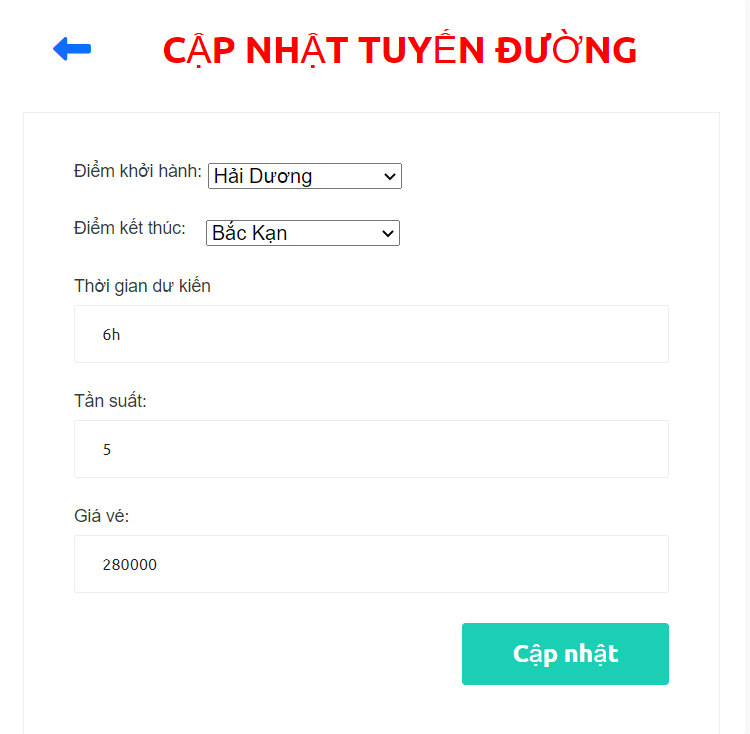 CẬP NHẬT TUYẾN ĐƯỜNG
Điểm khởi hành: Hải Dương
Điểm kết thúc: Bắc Kạn
Thời gian dư kiến
6h
Tần suất:
5
Giá vé:
280000
Cập nhật